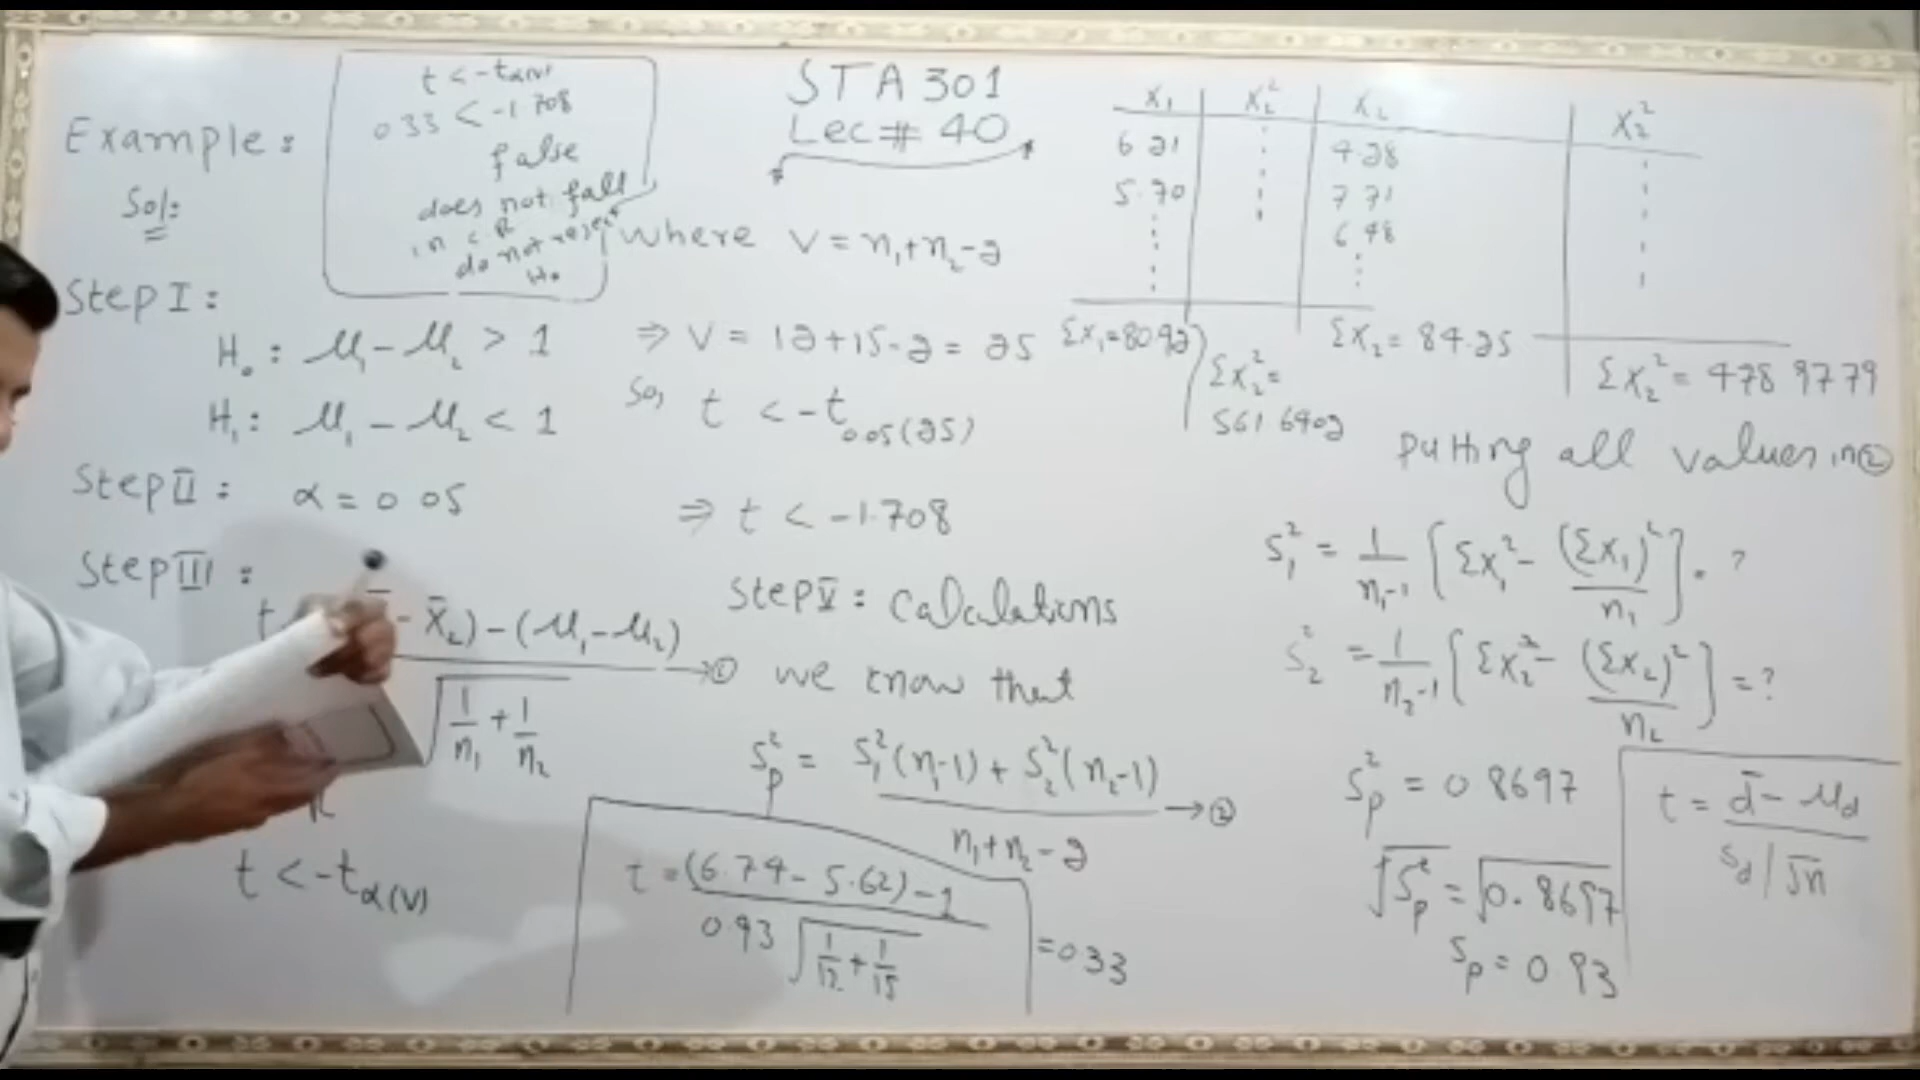 STA 301
Lec# 40
Example:
Sol:
t < -tα(v)
0.33 < -1.708
false
does not fall
in C.R
do not reject
H₀
Step I:
H₀: μ₁ - μ₂ > 1
H₁: μ₁ - μ₂ < 1
Step II: α = 0.05
Step III:
- x̄₂) - (μ₁ - μ₂) → ①
√(1/n₁ + 1/n₂)
t < -tα(v)
where v = n₁+n₂-2
⇒ v = 12+15-2 = 25
So, t < -t0.05(25)
⇒ t < -1.708
Step V: Calculations
we know that
Sp² = S₁²(n₁-1) + S₂²(n₂-1) / n₁+n₂-2 → ②
t = (6.74 - 5.62) - 1 / 0.93 √(1/12 + 1/15) = 0.33
X₁ X₂² X₂ X₂²
6.21 4.28
5.70 7.71
6.48
ΣX₁ = 80.92
ΣX₂² = 561.6402
ΣX₂ = 84.25
ΣX₂² = 478.9779
Putting all values in ②
S₁² = 1/n₁-1 [ΣX₁² - (ΣX₁)²/n₁] = ?
S₂² = 1/n₂-1 [ΣX₂² - (ΣX₂)²/n₂] = ?
Sp² = 0.8697
√Sp² = √0.8697
Sp = 0.93
t = d̄ - μd / Sd/√n